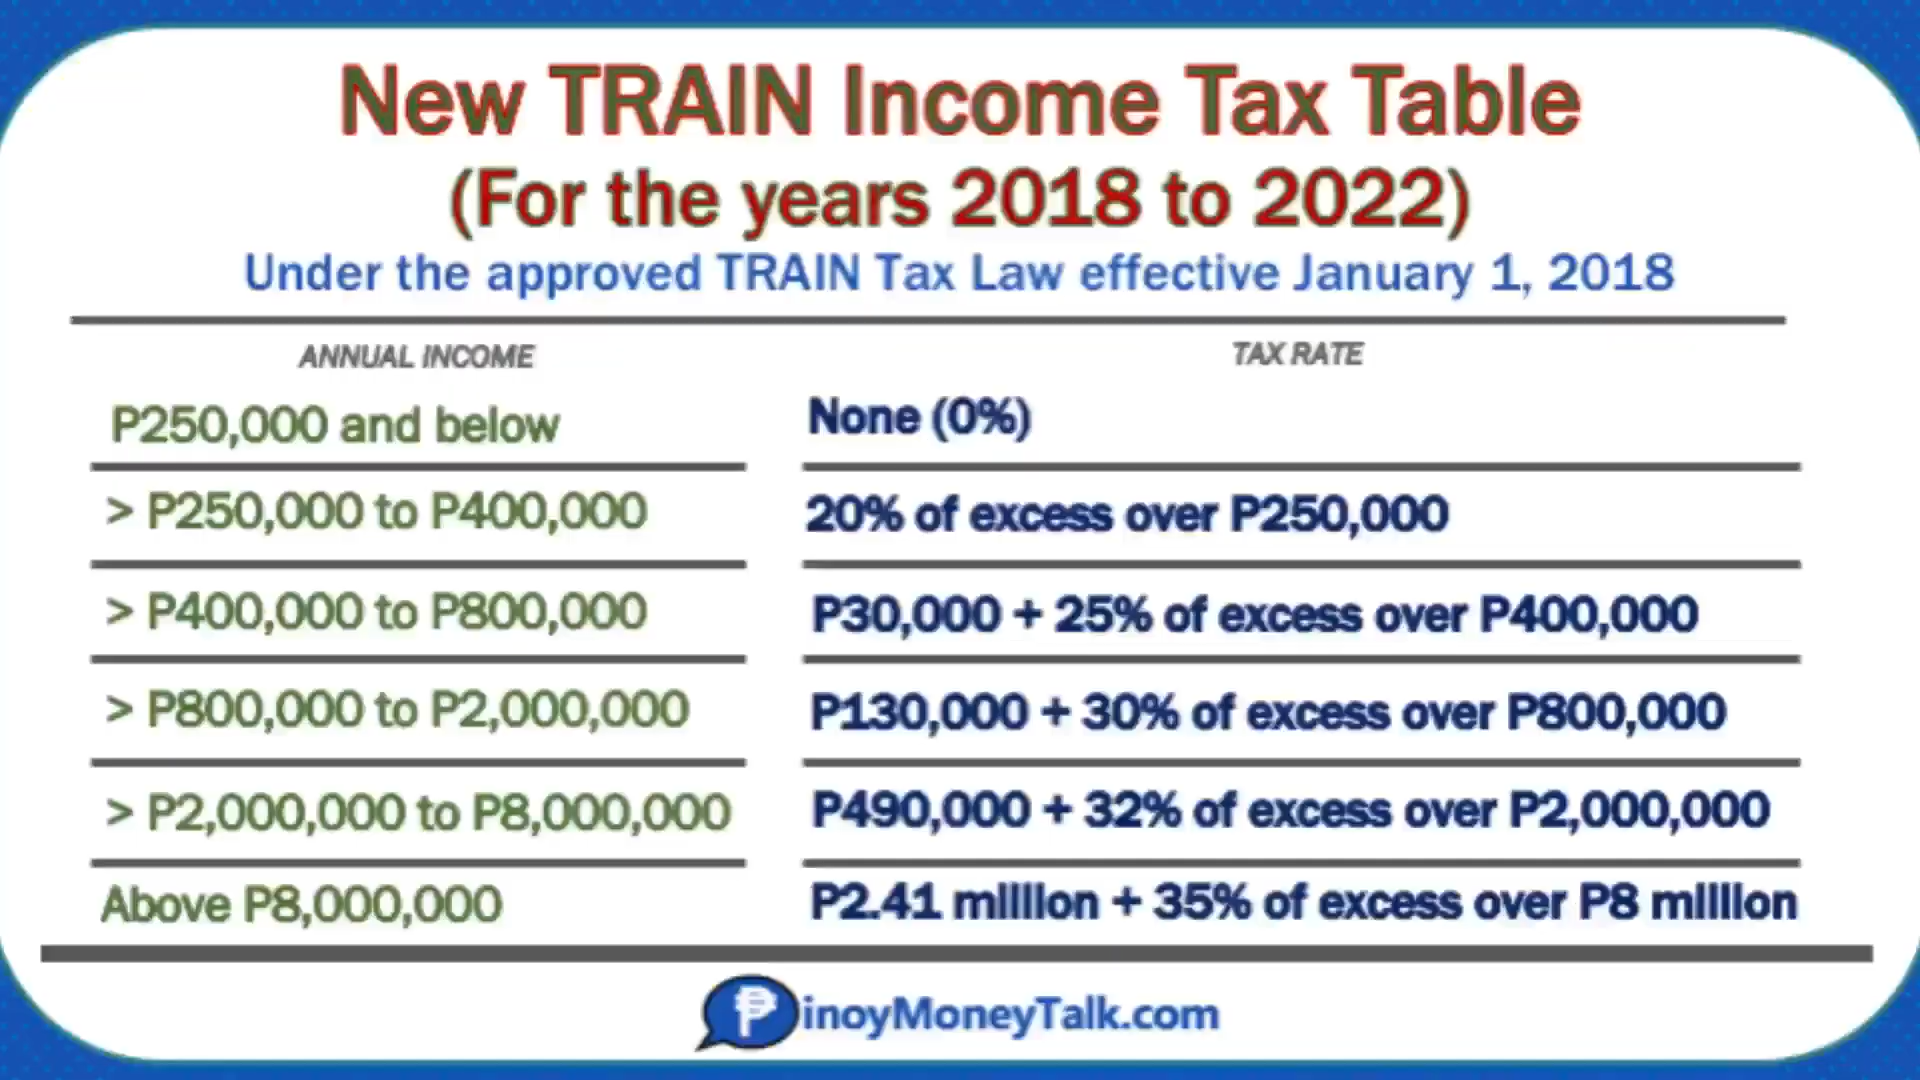 New TRAIN Income Tax Table
(For the years 2018 to 2022)
Under the approved TRAIN Tax Law effective January 1, 2018
ANNUAL INCOME TAX RATE
P250,000 and below None (0%)
> P250,000 to P400,000 20% of excess over P250,000
> P400,000 to P800,000 P30,000 + 25% of excess over P400,000
> P800,000 to P2,000,000 P130,000 + 30% of excess over P800,000
> P2,000,000 to P8,000,000 P490,000 + 32% of excess over P2,000,000
Above P8,000,000 P2.41 million + 35% of excess over P8 million
PinoyMoneyTalk.com